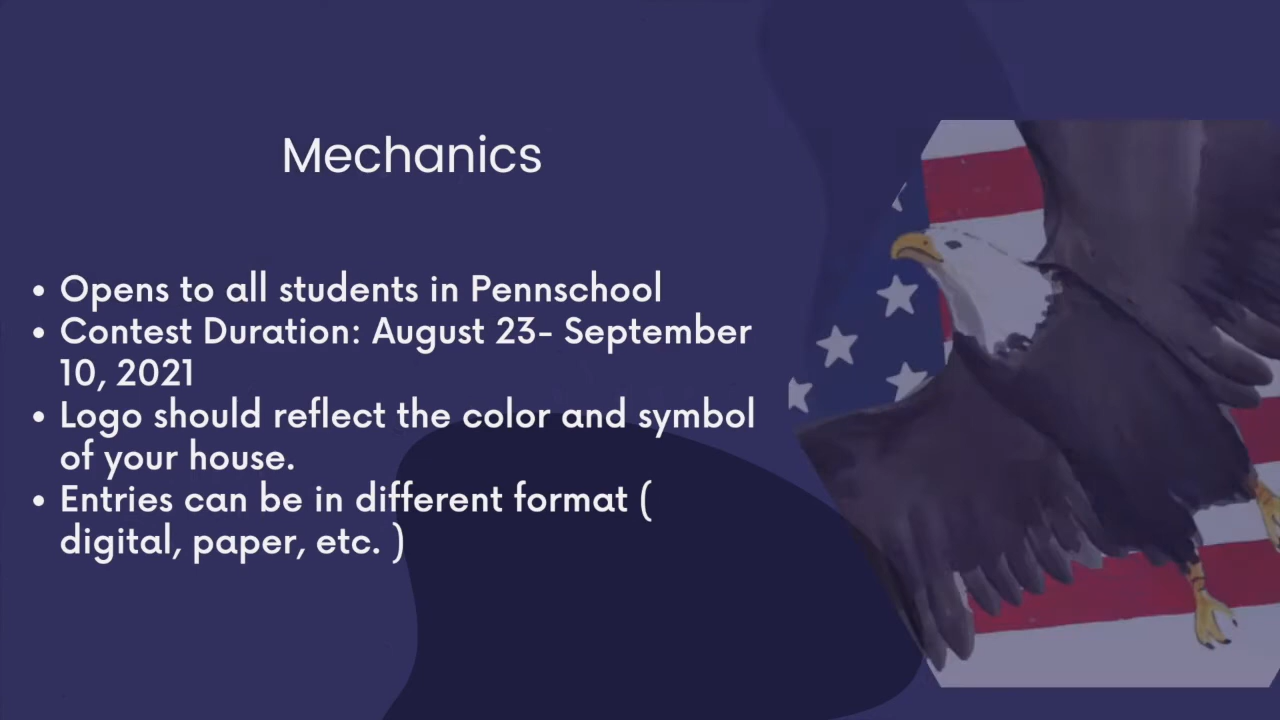 Mechanics
• Opens to all students in Pennschool
• Contest Duration: August 23- September
10, 2021
• Logo should reflect the color and symbol
of your house.
• Entries can be in different format (
digital, paper, etc. )